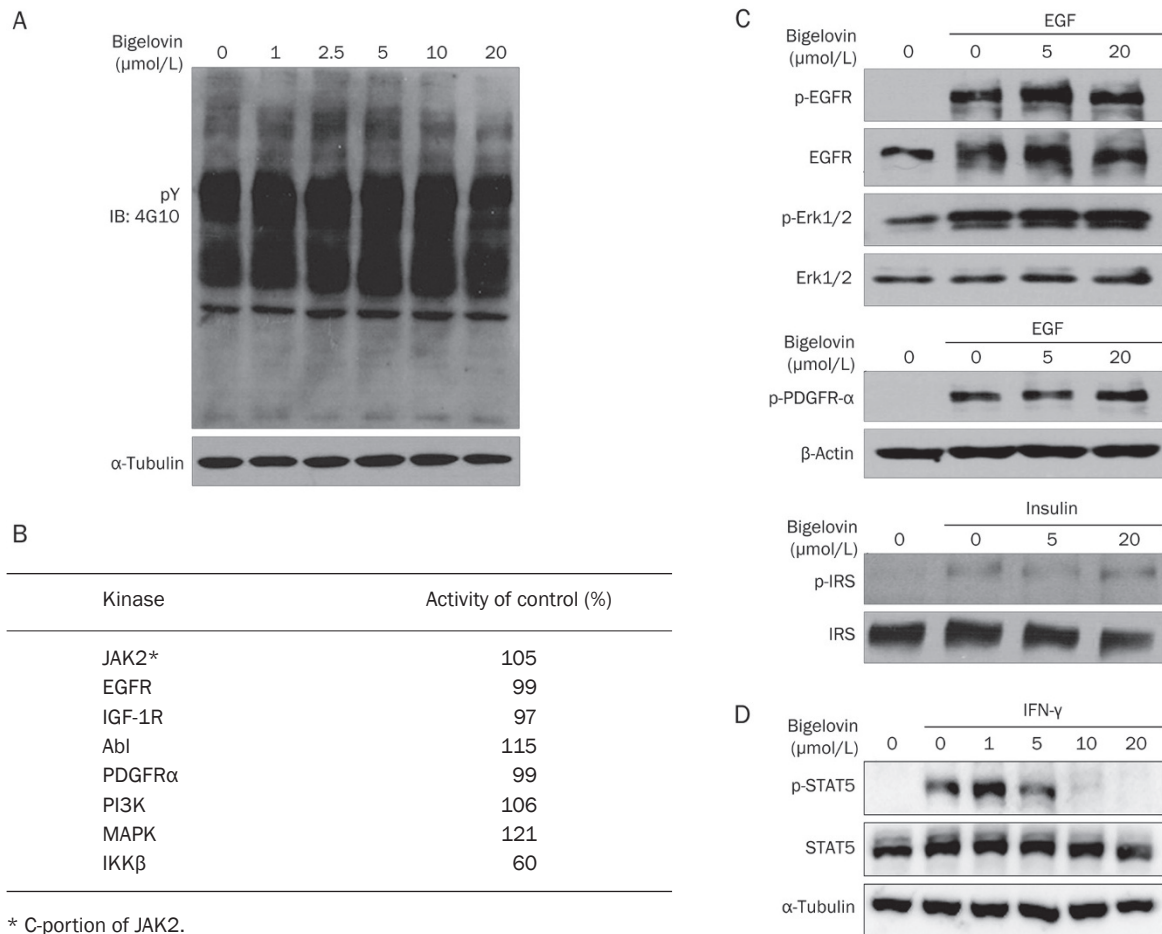 A
Bigelovin
(μmol/L)
0 1 2.5 5 10 20
pY
IB: 4G10
α-Tubulin
B
Kinase Activity of control (%)
JAK2* 105
EGFR 99
IGF-1R 97
Abl 115
PDGFRα 99
PI3K 106
MAPK 121
IKKβ 60
* C-portion of JAK2.
C
EGF
Bigelovin
(μmol/L)
0 0 5 20
p-EGFR
EGFR
p-Erk1/2
Erk1/2
EGF
Bigelovin
(μmol/L)
0 0 5 20
p-PDGFR-α
β-Actin
Insulin
Bigelovin
(μmol/L)
0 0 5 20
p-IRS
IRS
D
IFN-γ
Bigelovin
(μmol/L)
0 0 1 5 10 20
p-STAT5
STAT5
α-Tubulin